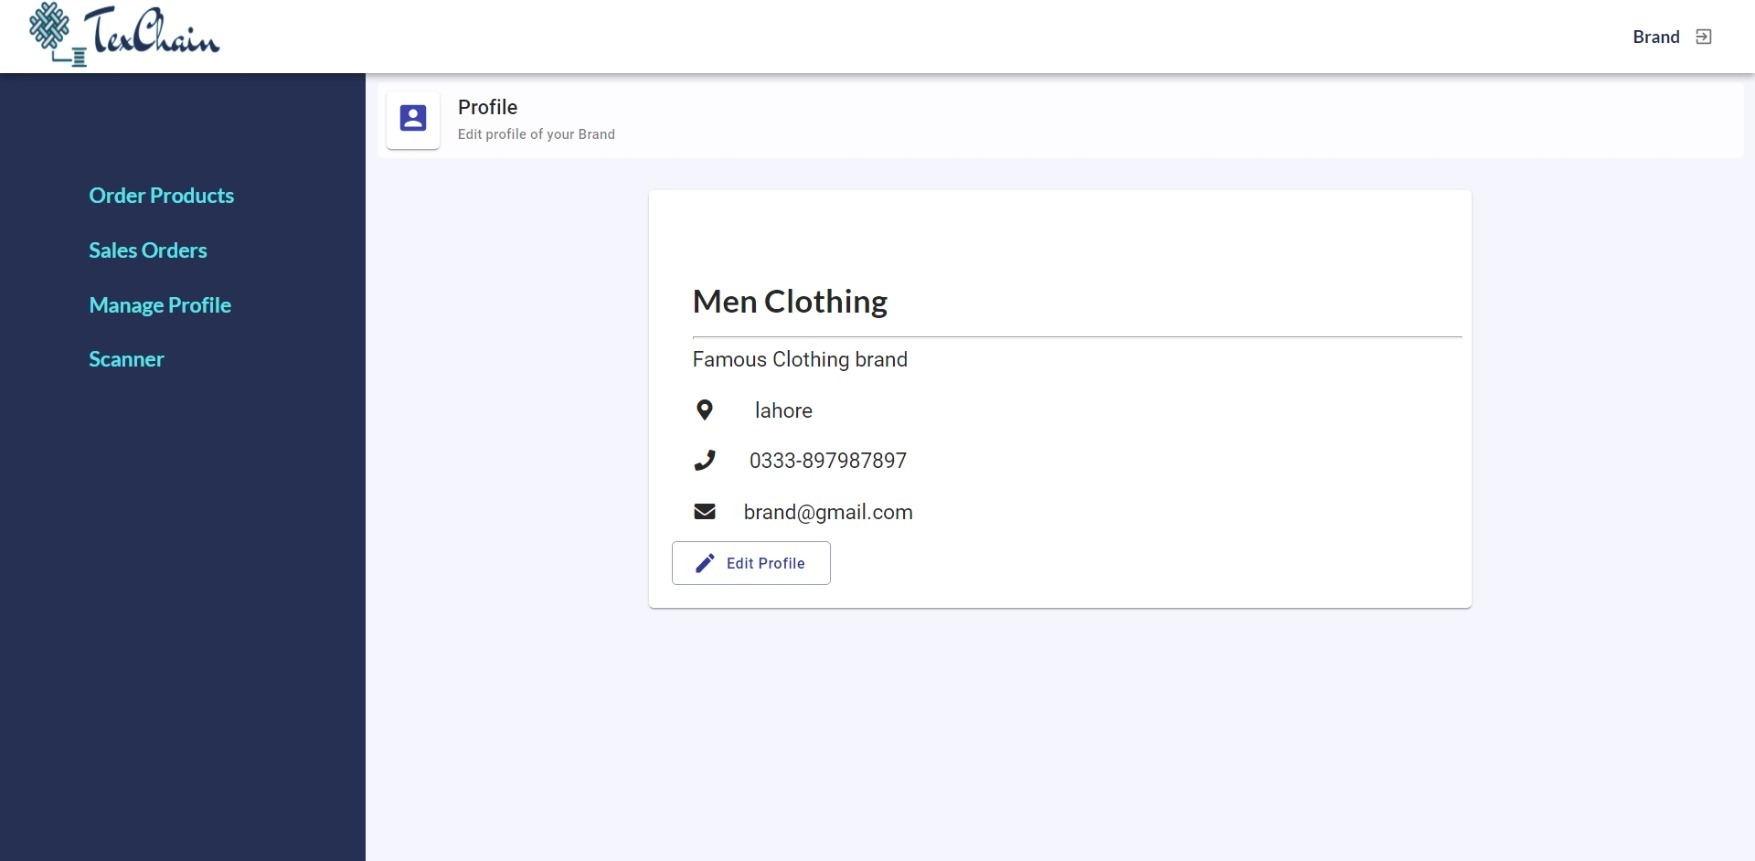 TexChain
Brand
Profile
Edit profile of your Brand
Order Products
Sales Orders
Manage Profile
Scanner
Men Clothing
Famous Clothing brand
lahore
0333-897987897
brand@gmail.com
Edit Profile